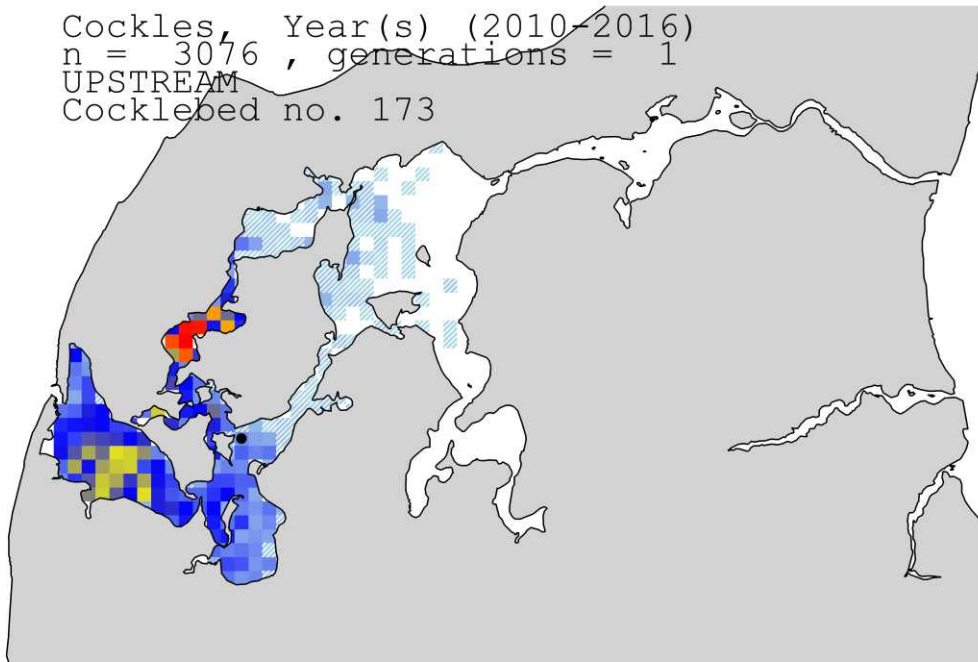 Cockles, Year(s) (2010-2016)
n = 3076 , generations = 1
UPSTREAM
Cocklebed no. 173